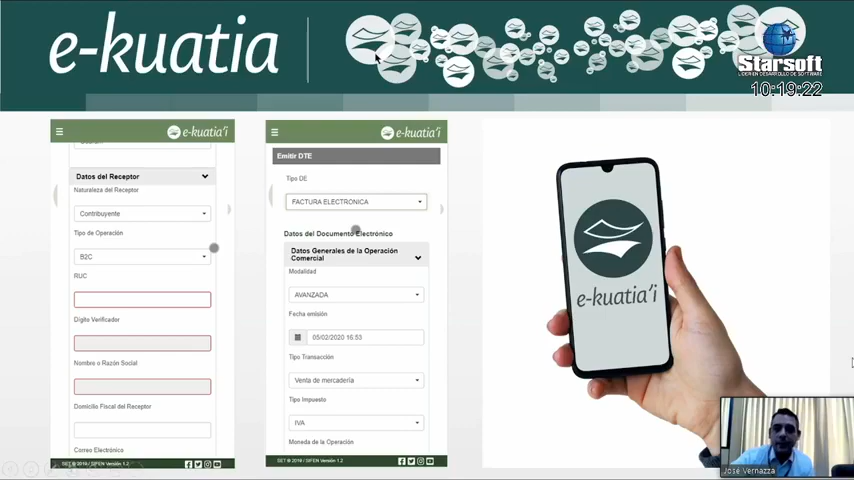 e-kuatia
Starsoft
LIDER EN DESARROLLO DE SOFTWARE
10:19:22
e-kuatia'i
Datos del Receptor
Naturaleza del Receptor
Contribuyente
Tipo de Operación
B2C
RUC
Digito Verificador
Nombre o Razón Social
Domicilio Fiscal del Receptor
Correo Electrónico
SET © 2019 / SIFEN Versión 1.2
e-kuatia'i
Emitir DTE
Tipo DE
FACTURA ELECTRONICA
Datos del Documento Electrónico
Datos Generales de la Operación
Comercial
Modalidad
AVANZADA
Fecha emisión
05/02/2020 16:53
Tipo Transacción
Venta de mercadería
Tipo Impuesto
IVA
Moneda de la Operación
SET © 2019 / SIFEN Versión 1.2
e-kuatia'i
José Vernazza